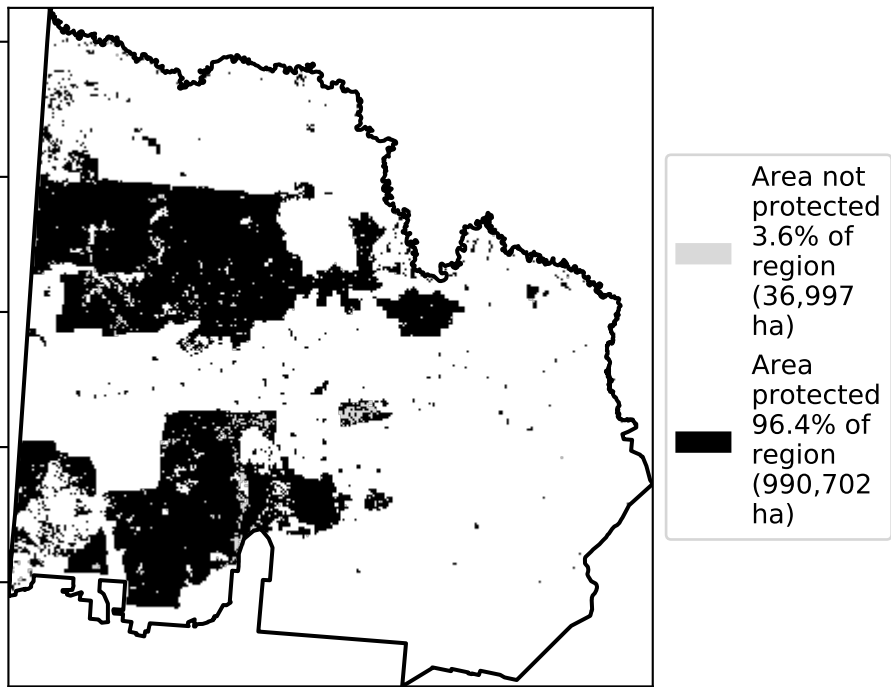 Area not
protected
3.6% of
region
(36,997
ha)
Area
protected
96.4% of
region
(990,702
ha)